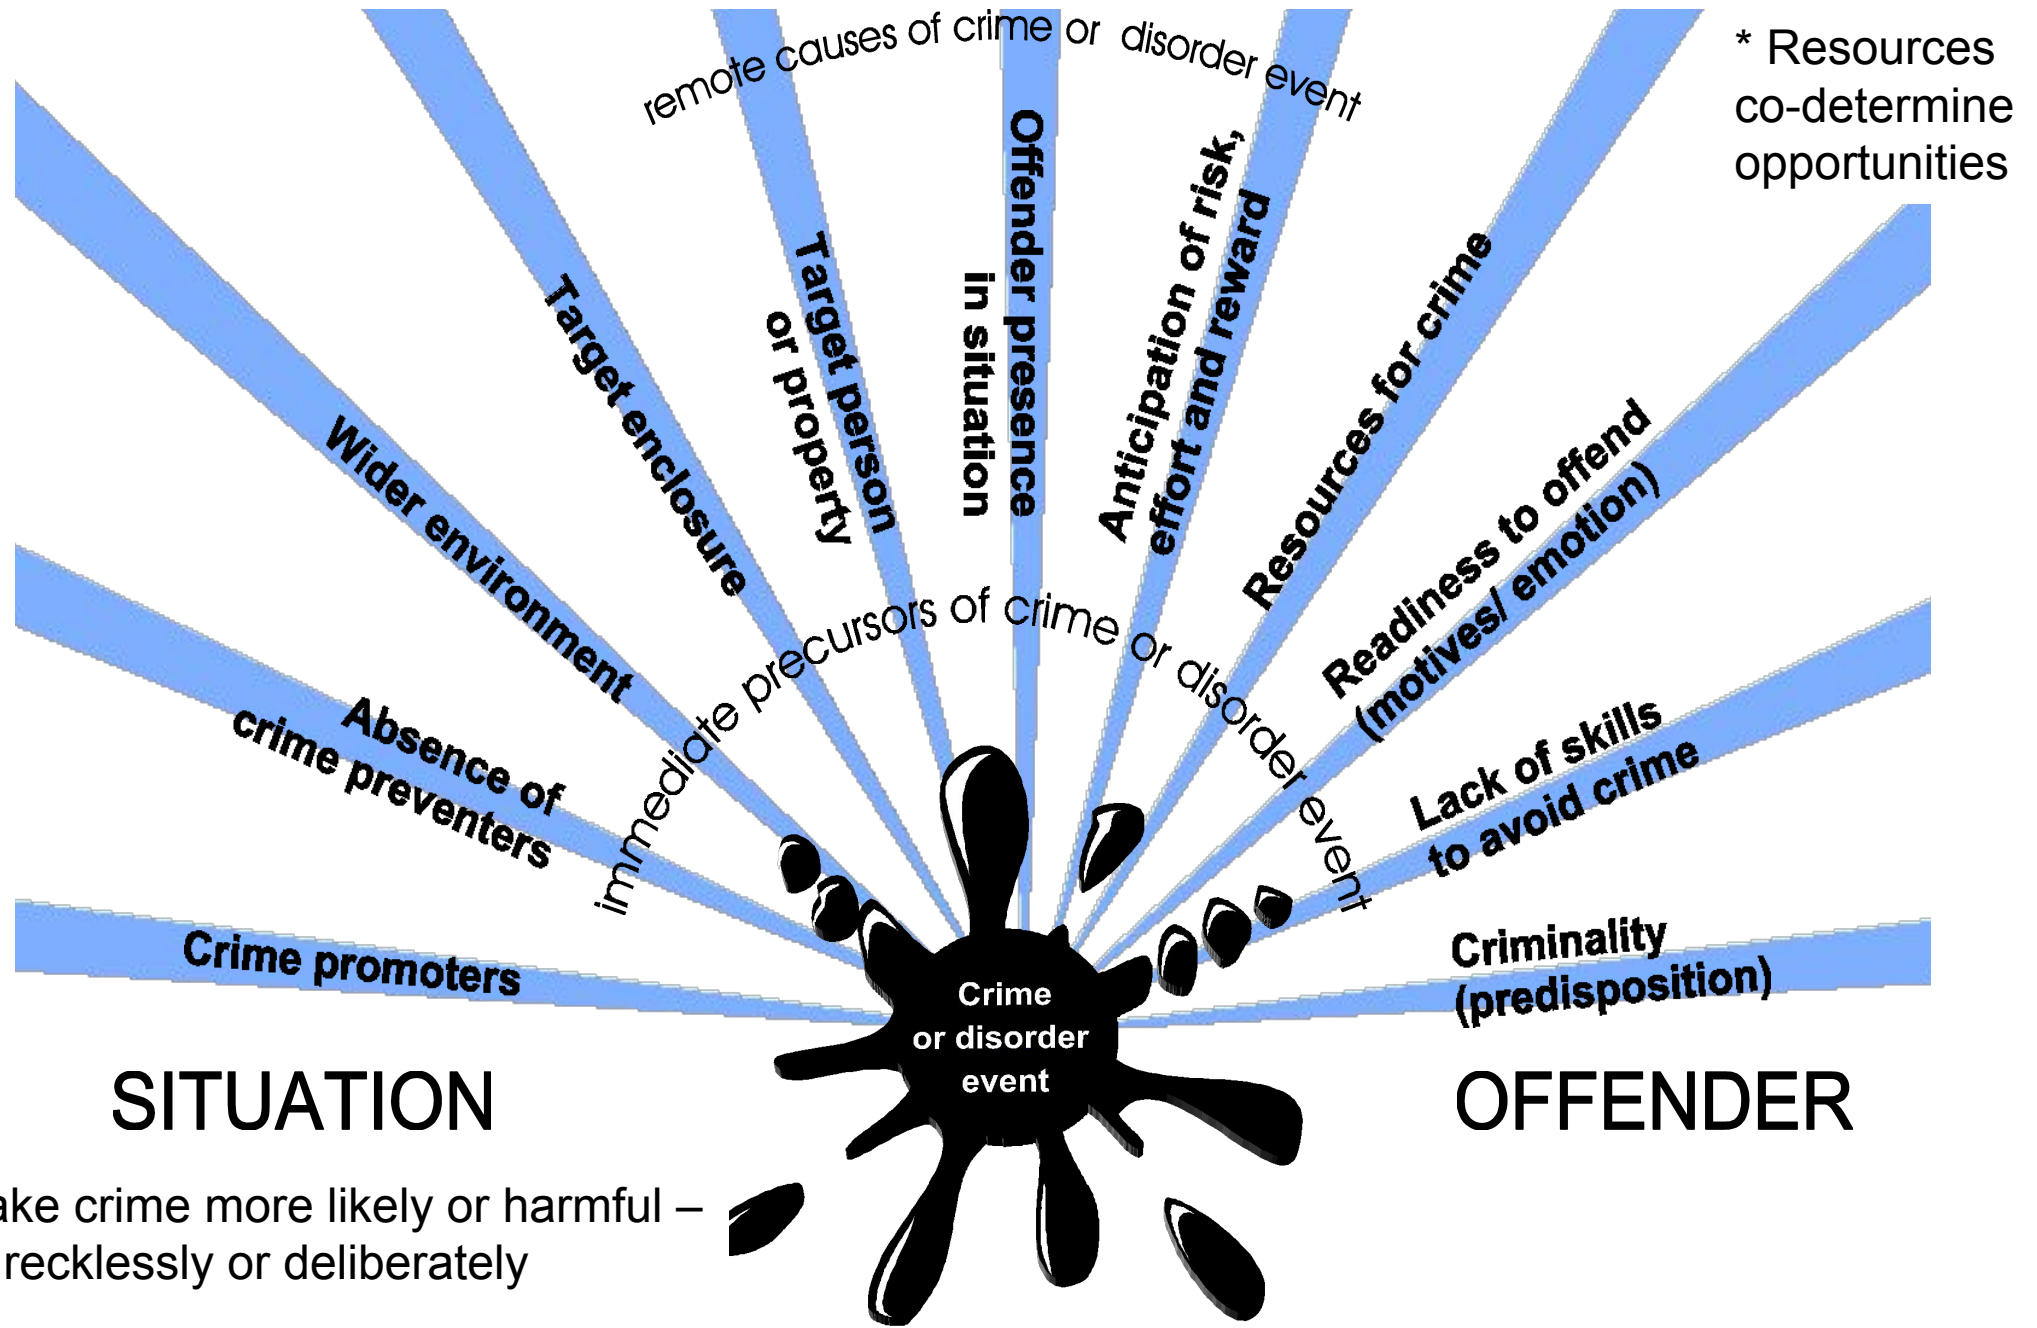 remote causes of crime or disorder event
* Resources
co-determine
opportunities
Crime promoters
Absence of
crime preventers
Wider environment
Target enclosure
Target person
or property
Offender presence
in situation
Anticipation of risk,
effort and reward
Resources for crime
Readiness to offend
(motives/ emotion)
Lack of skills
to avoid crime
Criminality
(predisposition)
immediate precursors of crime or disorder event
Crime
or disorder
event
SITUATION
OFFENDER
crime more likely or harmful –
recklessly or deliberately